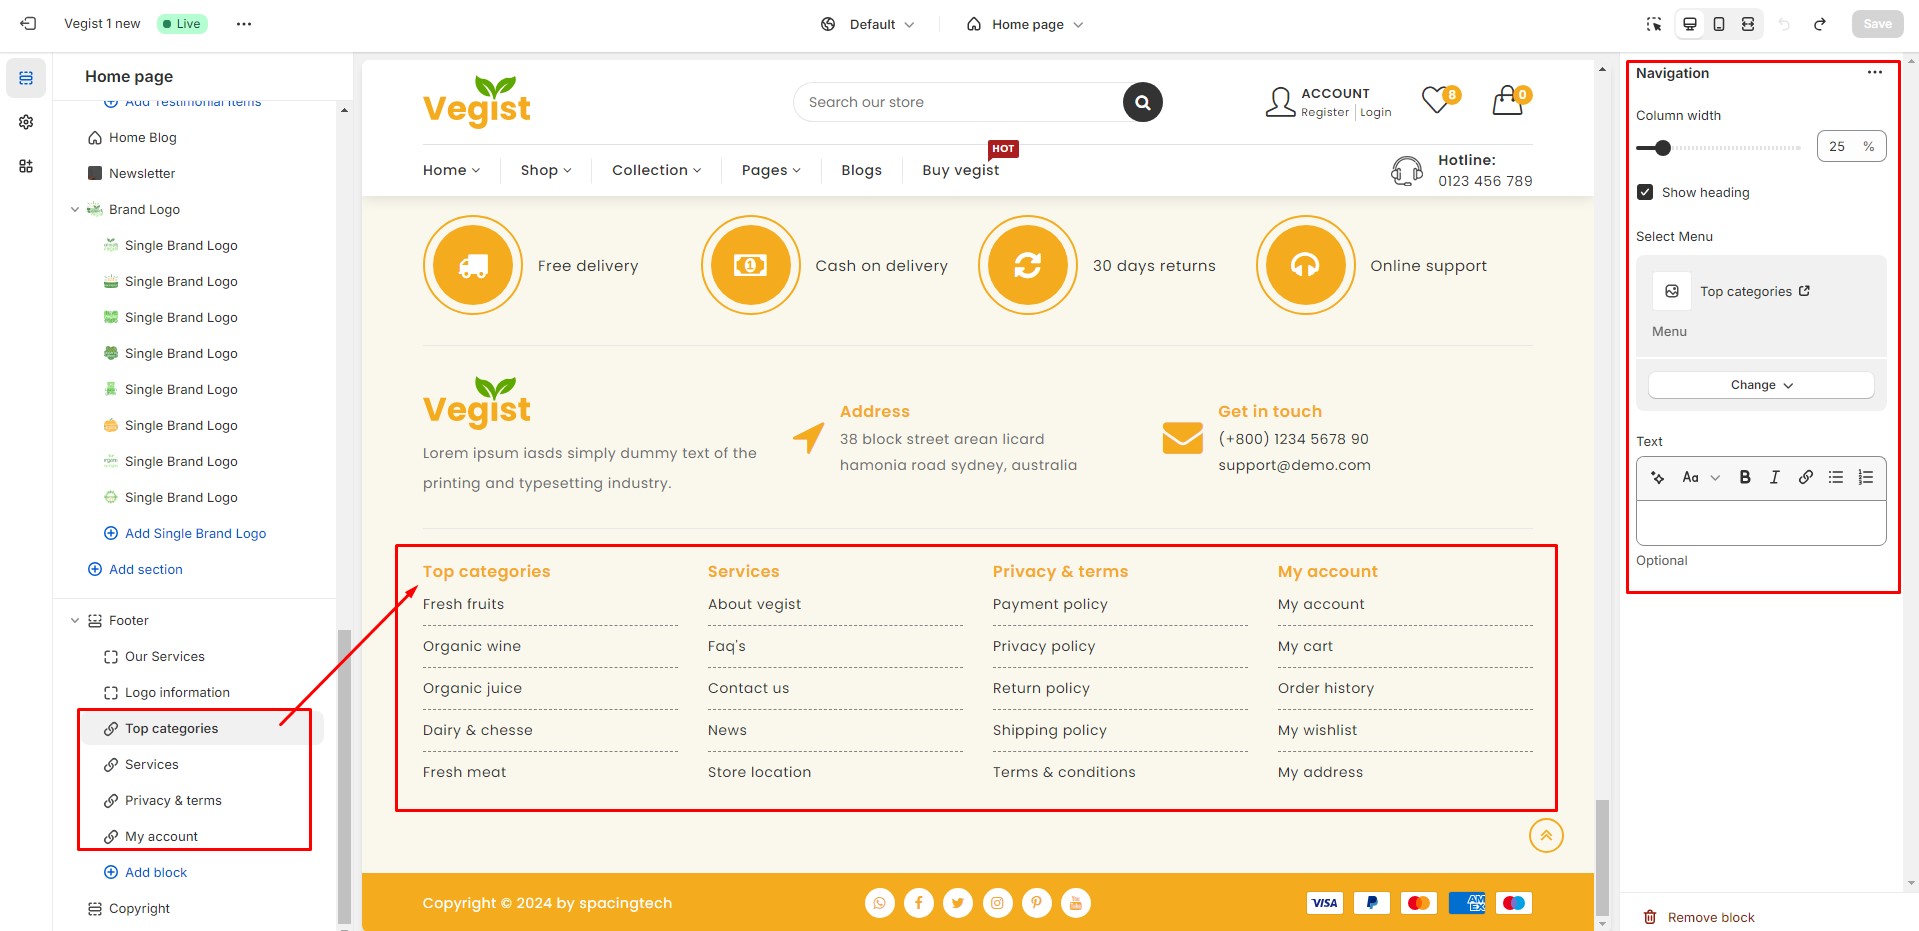 Vegist 1 new
Live
Default
Home page
Save
Home page
Add Testimonial items
Home Blog
Newsletter
Brand Logo
Single Brand Logo
Single Brand Logo
Single Brand Logo
Single Brand Logo
Single Brand Logo
Single Brand Logo
Single Brand Logo
Single Brand Logo
Add Single Brand Logo
Add section
Footer
Our Services
Logo information
Top categories
Services
Privacy & terms
My account
Add block
Copyright
Vegist
Search our store
ACCOUNT
Register
Login
8
0
HOT
Home
Shop
Collection
Pages
Blogs
Buy vegist
Hotline:
0123 456 789
Free delivery
1
Cash on delivery
30 days returns
Online support
Vegist
Lorem ipsum iasds simply dummy text of the
printing and typesetting industry.
Address
38 block street arean licard
hamonia road sydney, australia
Get in touch
(+800) 1234 5678 90
support@demo.com
Top categories
Fresh fruits
Organic wine
Organic juice
Dairy & chesse
Fresh meat
Services
About vegist
Faq's
Contact us
News
Store location
Privacy & terms
Payment policy
Privacy policy
Return policy
Shipping policy
Terms & conditions
My account
My account
My cart
Order history
My wishlist
My address
Copyright © 2024 by spacingtech
VISA
AM
EX
Navigation
Column width
25 %
Show heading
Select Menu
Top categories
Menu
Change
Text
Aa
B
I
Optional
Remove block